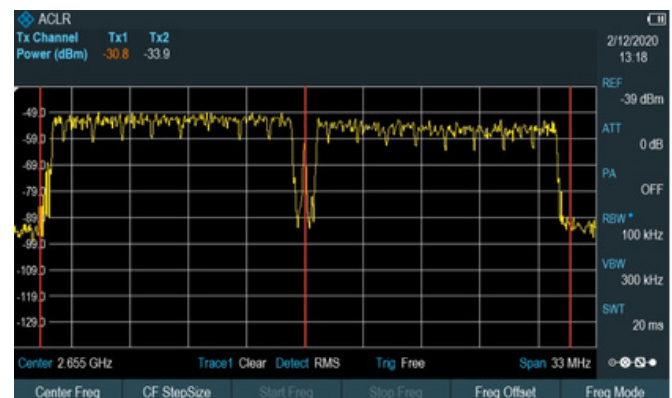 ACLR
Tx Channel Tx1 Tx2
Power (dBm) -30.8 -33.9
2/12/2020
13:18
REF
-39 dBm
ATT
0 dB
PA
OFF
RBW
100 kHz
VBW
300 kHz
SWT
20 ms
-49.0
-59.0
-69.0
-79.0
-89.0
-99.0
-109.0
-119.0
-129.0
Center 2.655 GHz Trace1 Clear Detect RMS Trig Free Span 33 MHz
Center Freq CF StepSize Start Freq Stop Freq Freq Offset Freq Mode